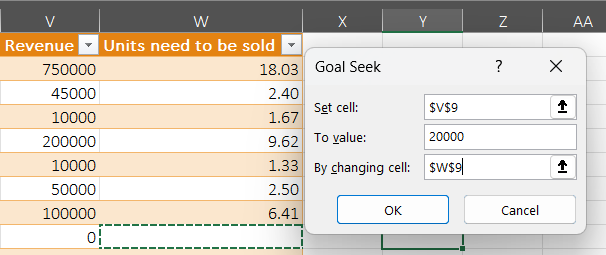 V W X Y Z AA
Revenue Units need to be sold
750000 18.03
45000 2.40
10000 1.67
200000 9.62
10000 1.33
50000 2.50
100000 6.41
0
Goal Seek ? 
Set cell: $V$9
To value: 20000
By changing cell: $W$9
OK Cancel